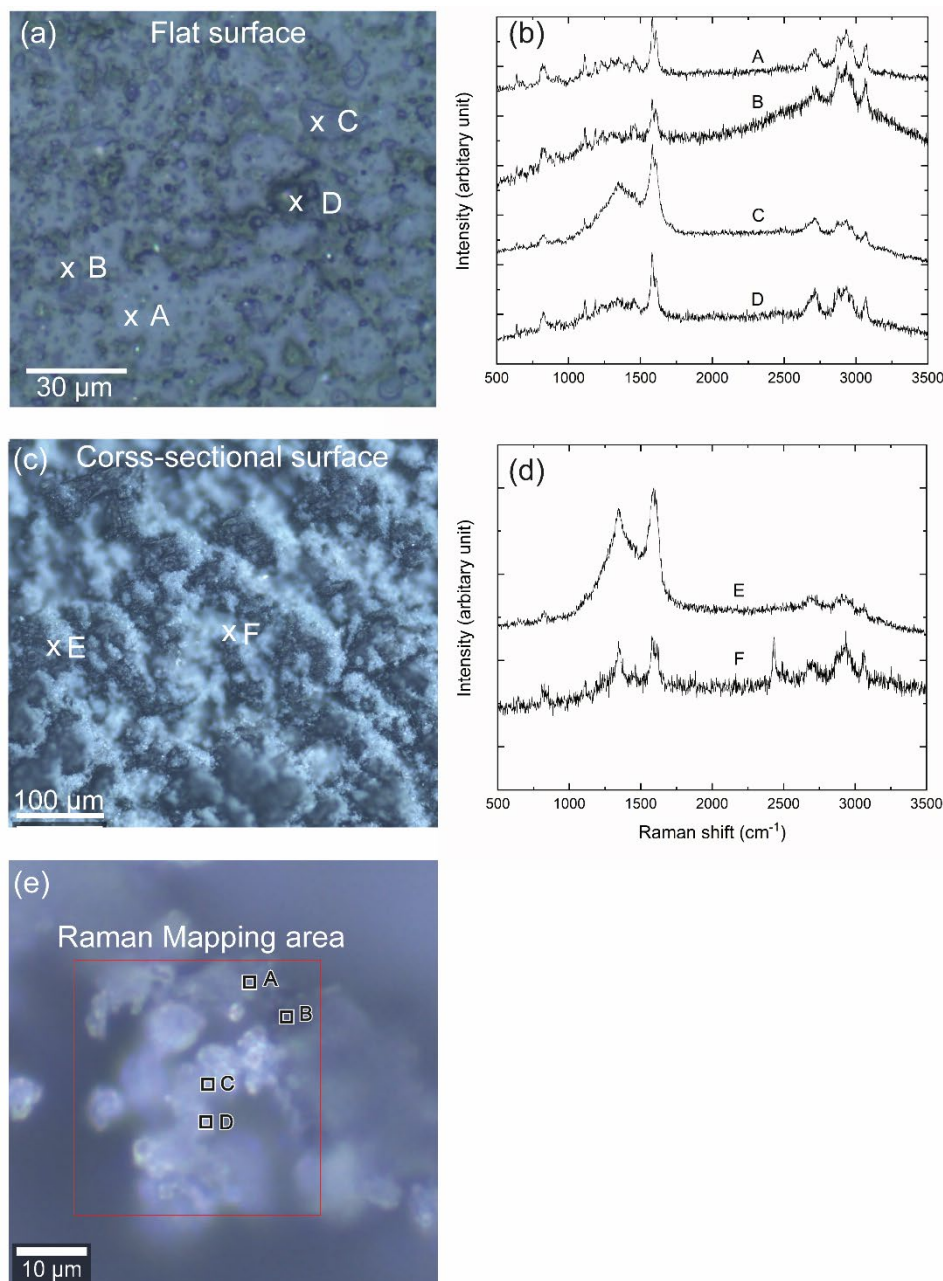 (a) Flat surface
x C
x D
x B
x A
30 µm
(b)
Intensity (arbitary unit)
A
B
C
D
500 1000 1500 2000 2500 3000 3500
(c) Corss-sectional surface
x E
x F
100 µm
(d)
Intensity (arbitary unit)
E
F
500 1000 1500 2000 2500 3000 3500
Raman shift (cm⁻¹)
(e)
Raman Mapping area
A
B
C
D
10 µm